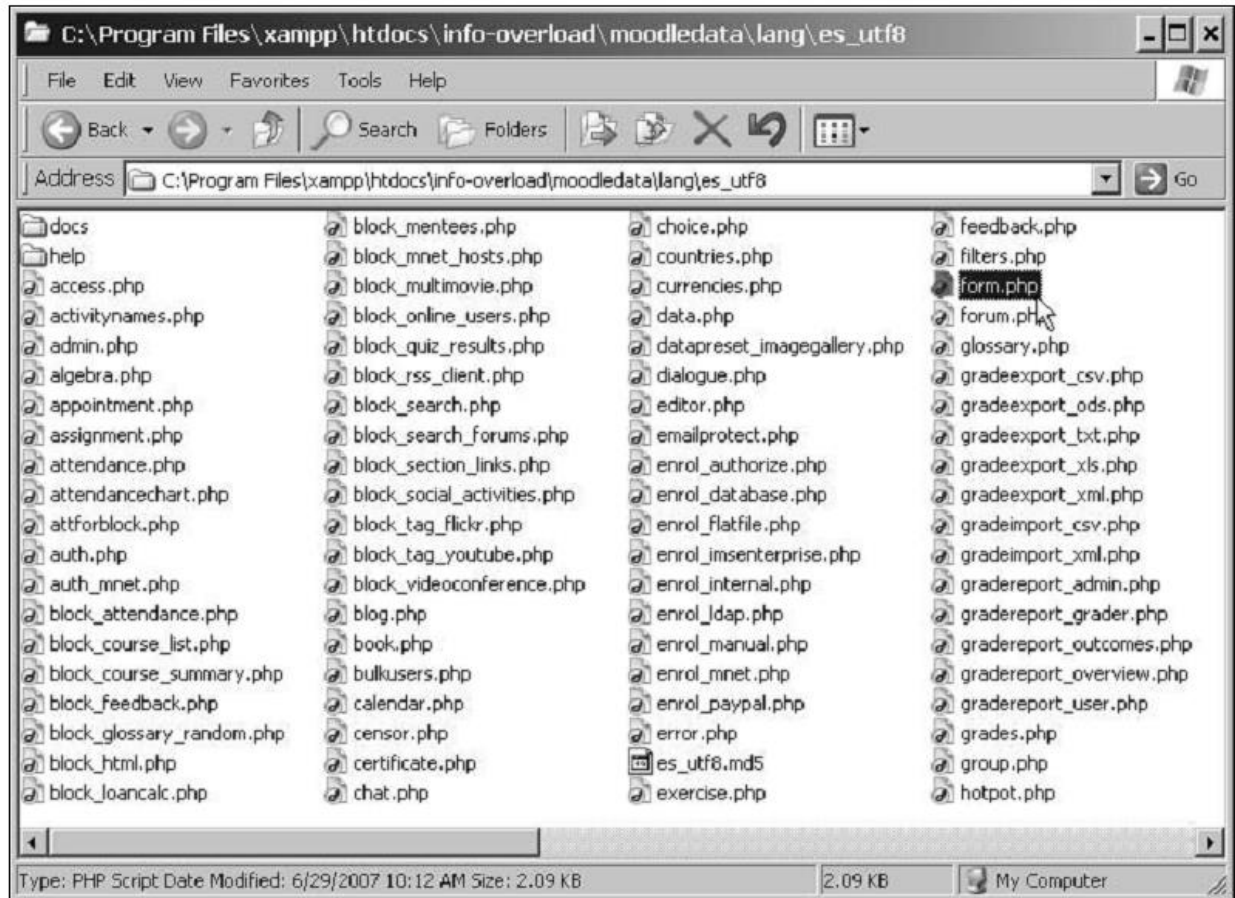 C:\Program Files\xampp\htdocs\info-overload\moodledata\lang\es_utf8
File Edit View Favorites Tools Help
Back Search Folders
Address C:\Program Files\xampp\htdocs\info-overload\moodledata\lang\es_utf8 Go
docs
help
access.php
activitynames.php
admin.php
algebra.php
appointment.php
assignment.php
attendance.php
attendancechart.php
attforblock.php
auth.php
auth_mnet.php
block_attendance.php
block_course_list.php
block_course_summary.php
block_feedback.php
block_glossary_random.php
block_html.php
block_loancalc.php
block_mentees.php
block_mnet_hosts.php
block_multimovie.php
block_online_users.php
block_quiz_results.php
block_rss_client.php
block_search.php
block_search_forums.php
block_section_links.php
block_social_activities.php
block_tag_flickr.php
block_tag_youtube.php
block_videoconference.php
blog.php
book.php
bulkusers.php
calendar.php
censor.php
certificate.php
chat.php
choice.php
countries.php
currencies.php
data.php
datapreset_imagegallery.php
dialogue.php
editor.php
emailprotect.php
enrol_authorize.php
enrol_database.php
enrol_flatfile.php
enrol_imsenterprise.php
enrol_internal.php
enrol_ldap.php
enrol_manual.php
enrol_mnet.php
enrol_paypal.php
error.php
es_utf8.md5
exercise.php
feedback.php
filters.php
form.php
forum.php
glossary.php
gradeexport_csv.php
gradeexport_ods.php
gradeexport_txt.php
gradeexport_xls.php
gradeexport_xml.php
gradeimport_csv.php
gradeimport_xml.php
gradereport_admin.php
gradereport_grader.php
gradereport_outcomes.php
gradereport_overview.php
gradereport_user.php
grades.php
group.php
hotpot.php
Type: PHP Script Date Modified: 6/29/2007 10:12 AM Size: 2.09 KB 2.09 KB My Computer